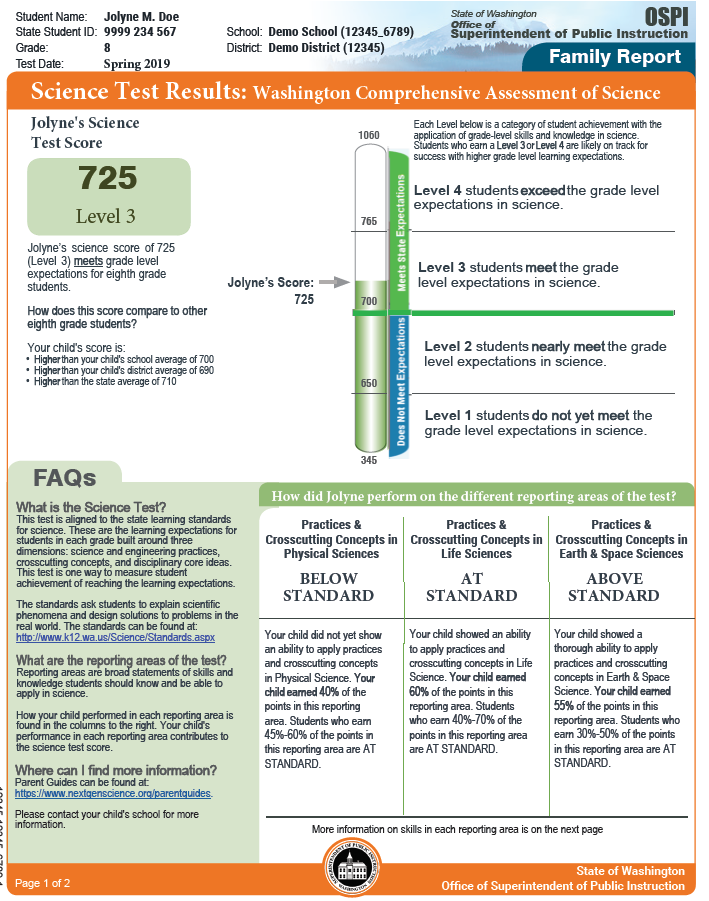 Student Name: Jolyne M. Doe
State Student ID: 9999 234 567
Grade: 8
Test Date: Spring 2019
School: Demo School (12345_6789)
District: Demo District (12345)
State of Washington
Office of
Superintendent of Public Instruction
OSPI
Family Report
Science Test Results: Washington Comprehensive Assessment of Science
Jolyne's Science
Test Score
725
Level 3
Jolyne's science score of 725
(Level 3) meets grade level
expectations for eighth grade
students.
How does this score compare to other
eighth grade students?
Your child's score is:
• Higher than your child's school average of 700
• Higher than your child's district average of 690
• Higher than the state average of 710
Jolyne's Score:
725
1060
765
700
650
345
Meets State Expectations
Does Not Meet Expectations
Each Level below is a category of student achievement with the
application of grade-level skills and knowledge in science.
Students who earn a Level 3 or Level 4 are likely on track for
success with higher grade level learning expectations.
Level 4 students exceed the grade level
expectations in science.
Level 3 students meet the grade
level expectations in science.
Level 2 students nearly meet the grade
level expectations in science.
Level 1 students do not yet meet the
grade level expectations in science.
FAQs
What is the Science Test?
This test is aligned to the state learning standards
for science. These are the learning expectations for
students in each grade built around three
dimensions: science and engineering practices,
crosscutting concepts, and disciplinary core ideas.
This test is one way to measure student
achievement of reaching the learning expectations.
The standards ask students to explain scientific
phenomena and design solutions to problems in the
real world. The standards can be found at:
http://www.k12.wa.us/Science/Standards.aspx
What are the reporting areas of the test?
Reporting areas are broad statements of skills and
knowledge students should know and be able to
apply in science.
How your child performed in each reporting area is
found in the columns to the right. Your child's
performance in each reporting area contributes to
the science test score.
Where can I find more information?
Parent Guides can be found at:
https://www.nextgenscience.org/parentguides.
Please contact your child's school for more
information.
How did Jolyne perform on the different reporting areas of the test?
Practices &
Crosscutting Concepts in
Physical Sciences
BELOW
STANDARD
Your child did not yet show
an ability to apply practices
and crosscutting concepts
in Physical Science. Your
child earned 40% of the
points in this reporting
area. Students who earn
45%-60% of the points in
this reporting area are AT
STANDARD.
Practices &
Crosscutting Concepts in
Life Sciences
AT
STANDARD
Your child showed an ability
to apply practices and
crosscutting concepts in Life
Science. Your child earned
60% of the points in this
reporting area. Students
who earn 40%-70% of the
points in this reporting area
are AT STANDARD.
Practices &
Crosscutting Concepts in
Earth & Space Sciences
ABOVE
STANDARD
Your child showed a
thorough ability to apply
practices and crosscutting
concepts in Earth & Space
Science. Your child earned
55% of the points in this
reporting area. Students who
earn 30%-50% of the points
in this reporting area are AT
STANDARD.
More information on skills in each reporting area is on the next page
Page 1 of 2
State of Washington
Office of Superintendent of Public Instruction